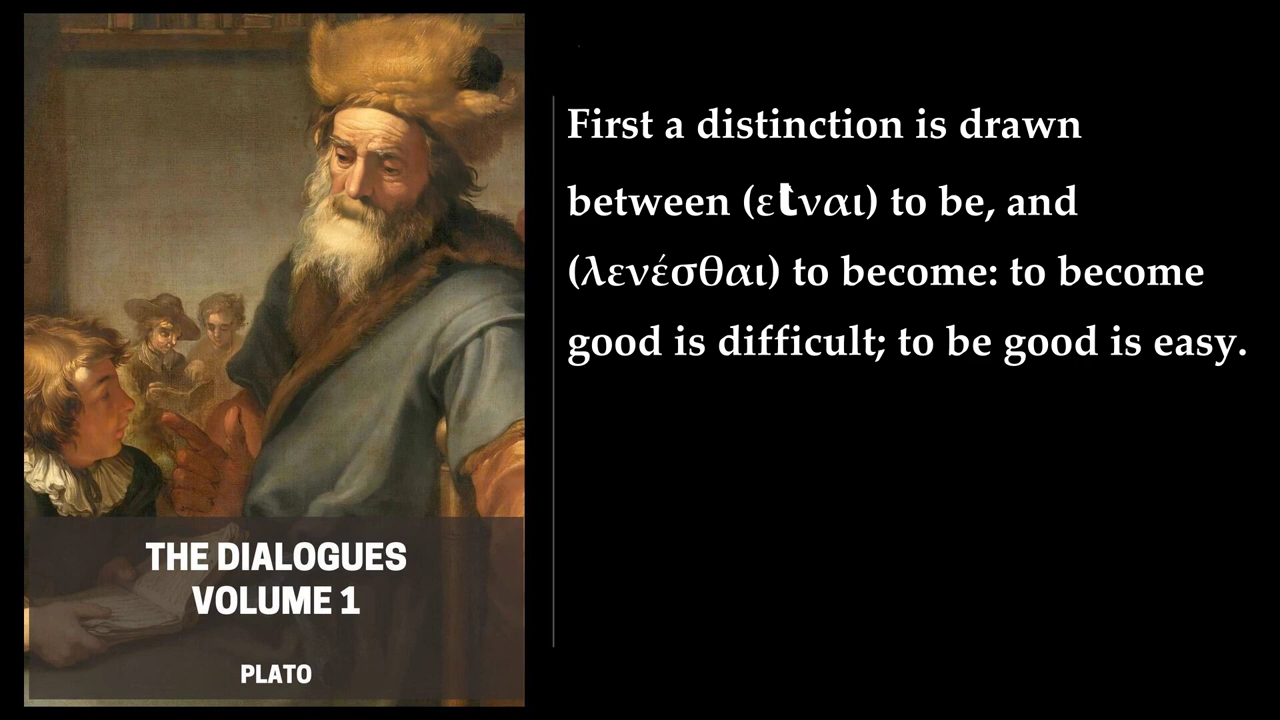 THE DIALOGUES
VOLUME 1
PLATO
First a distinction is drawn
between (εἶναι) to be, and
(λενέσθαι) to become: to become
good is difficult; to be good is easy.